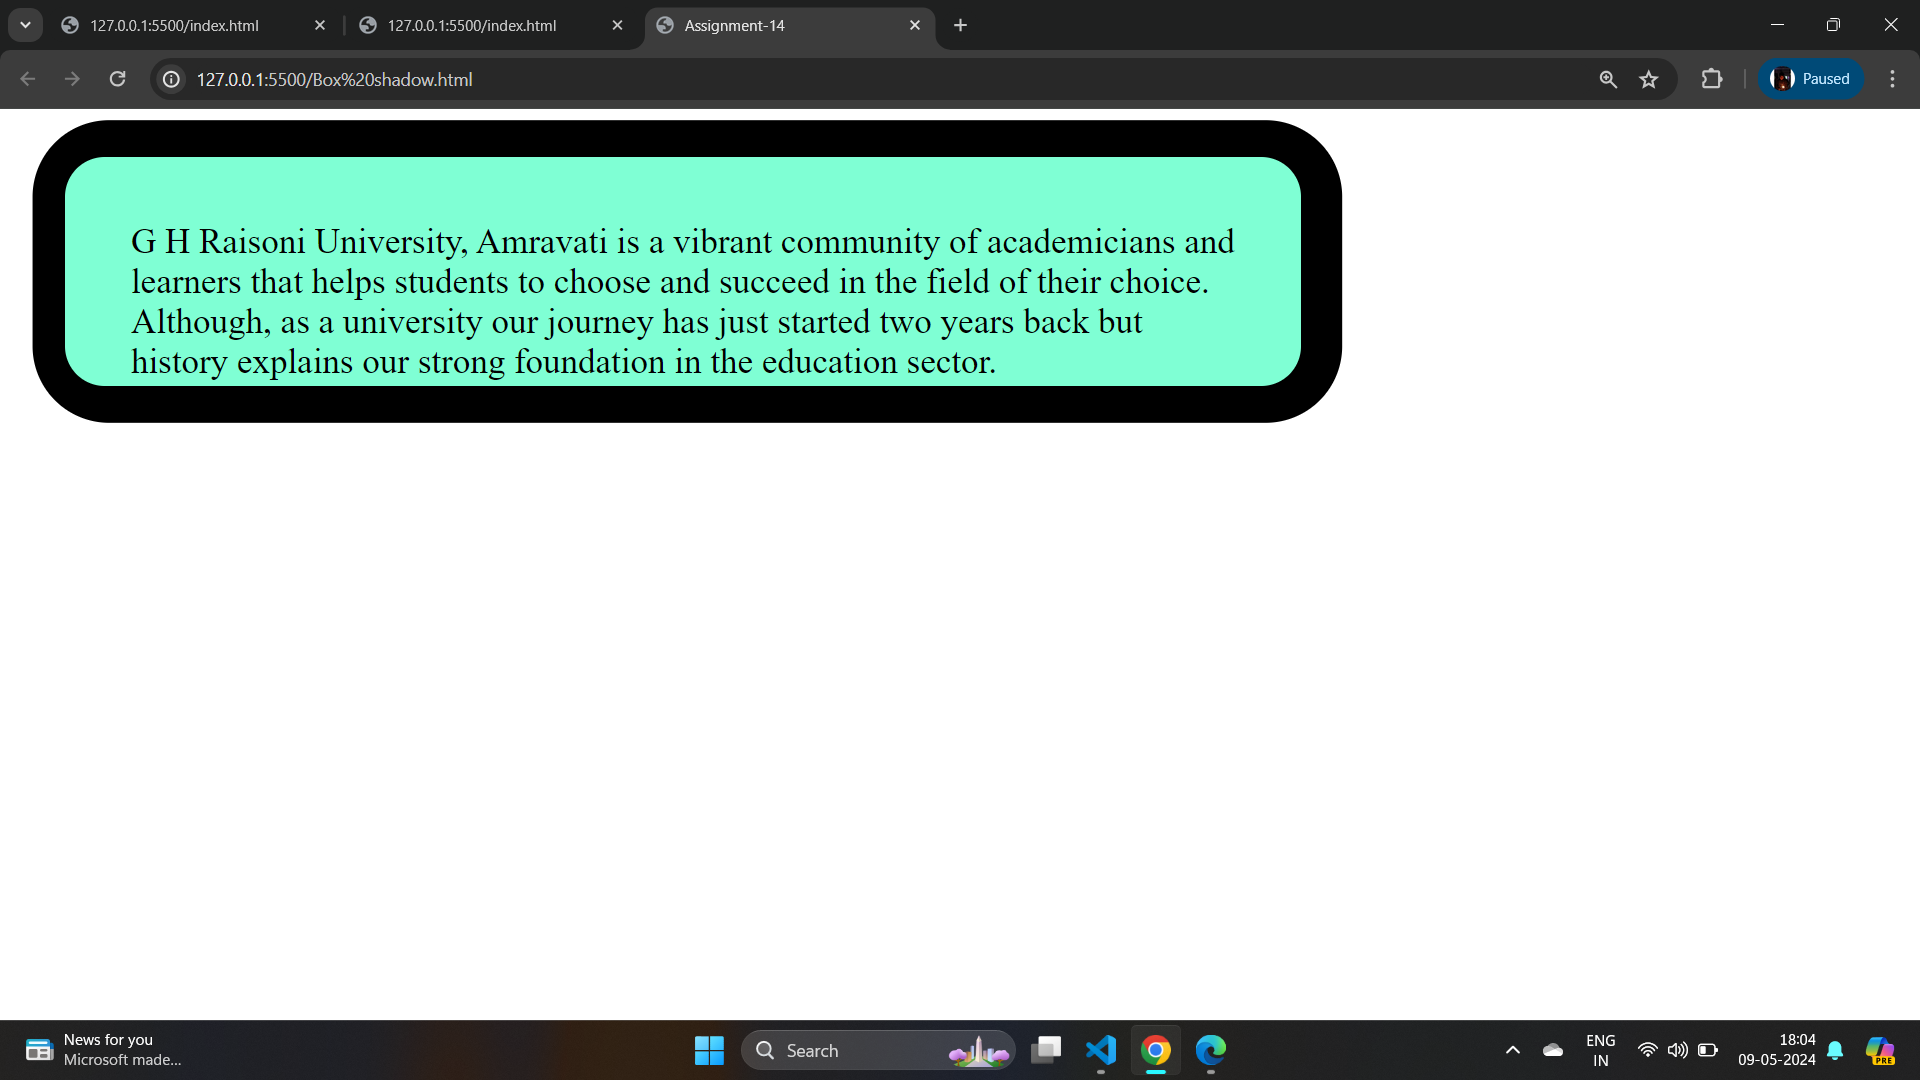 127.0.0.1:5500/index.html
127.0.0.1:5500/index.html
Assignment-14
127.0.0.1:5500/Box%20shadow.html
Paused
G H Raisoni University, Amravati is a vibrant community of academicians and
learners that helps students to choose and succeed in the field of their choice.
Although, as a university our journey has just started two years back but
history explains our strong foundation in the education sector.
News for you
Microsoft made...
Search
ENG
IN
18:04
09-05-2024
PRE